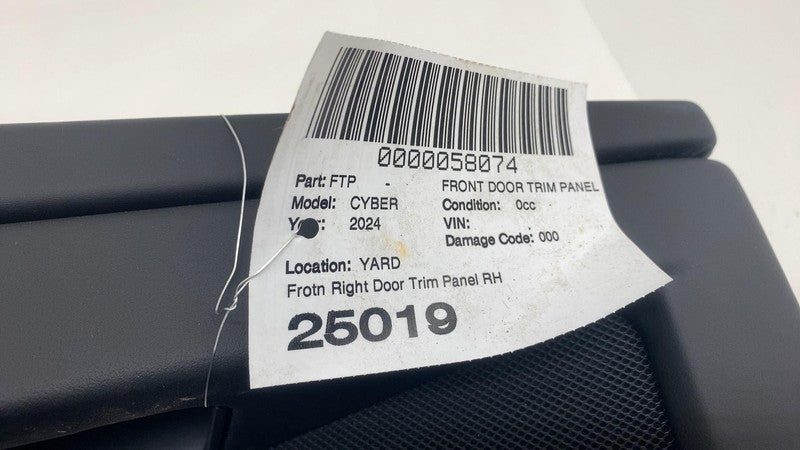 0000058074
Part: FTP - FRONT DOOR TRIM PANEL
Model: CYBER Condition: 0cc
2024 VIN:
Damage Code: 000
Location: YARD
Frotn Right Door Trim Panel RH
25019